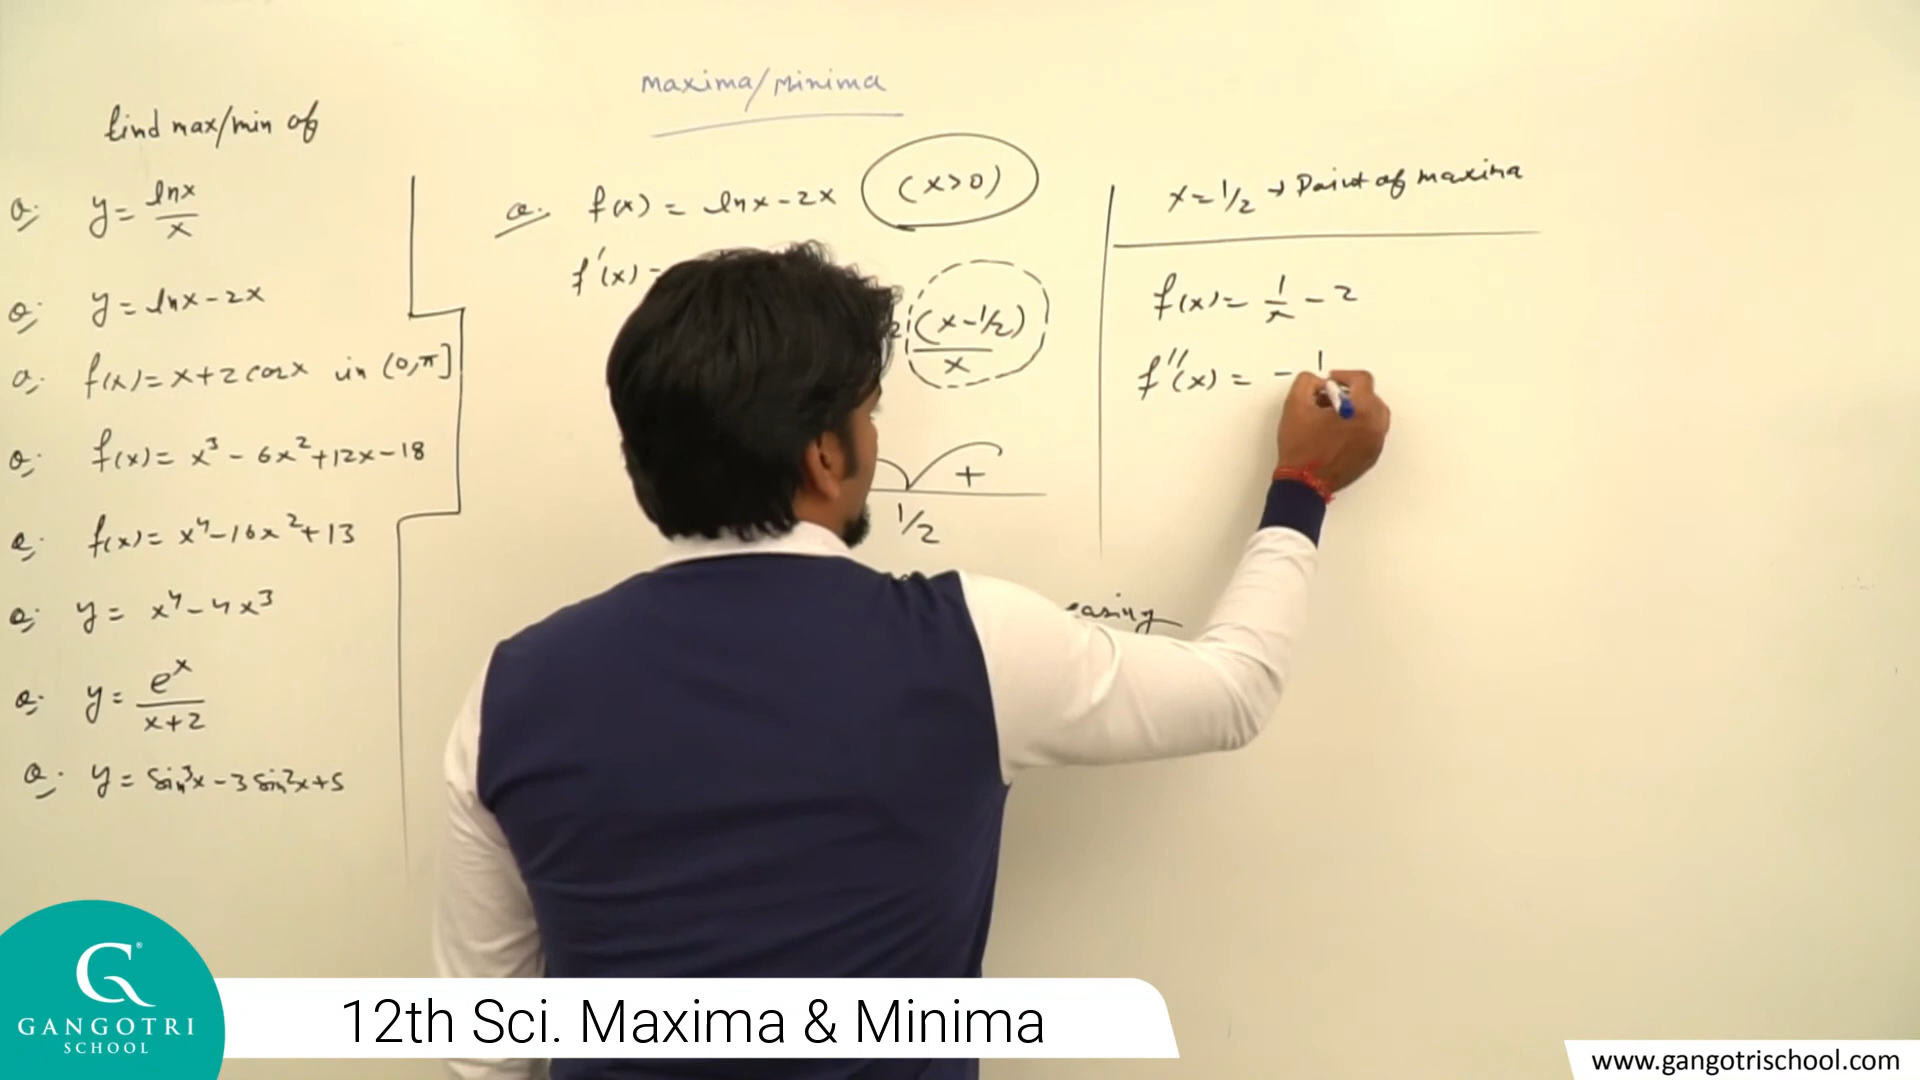 Maxima/Minima
find max/min of
Q. y = lnx/x
Q. y = lnx-2x
Q. f(x) = x+2cosx in (0,π]
Q. f(x) = x³ - 6x²+12x-18
Q. f(x) = x⁴-16x²+13
Q. y = x⁴-4x³
Q. y = eˣ/x+2
Q. y = sin³x-3sin²x+5
Q. f(x) = lnx-2x (x>0)
f'(x) =
(x-1/2)/x
+
1/2
easing
x=1/2 → Point of maxima
f(x) = 1/x - 2
f''(x) = - 1
G®
GANGOTRI
SCHOOL
12th Sci. Maxima & Minima
www.gangotrischool.com